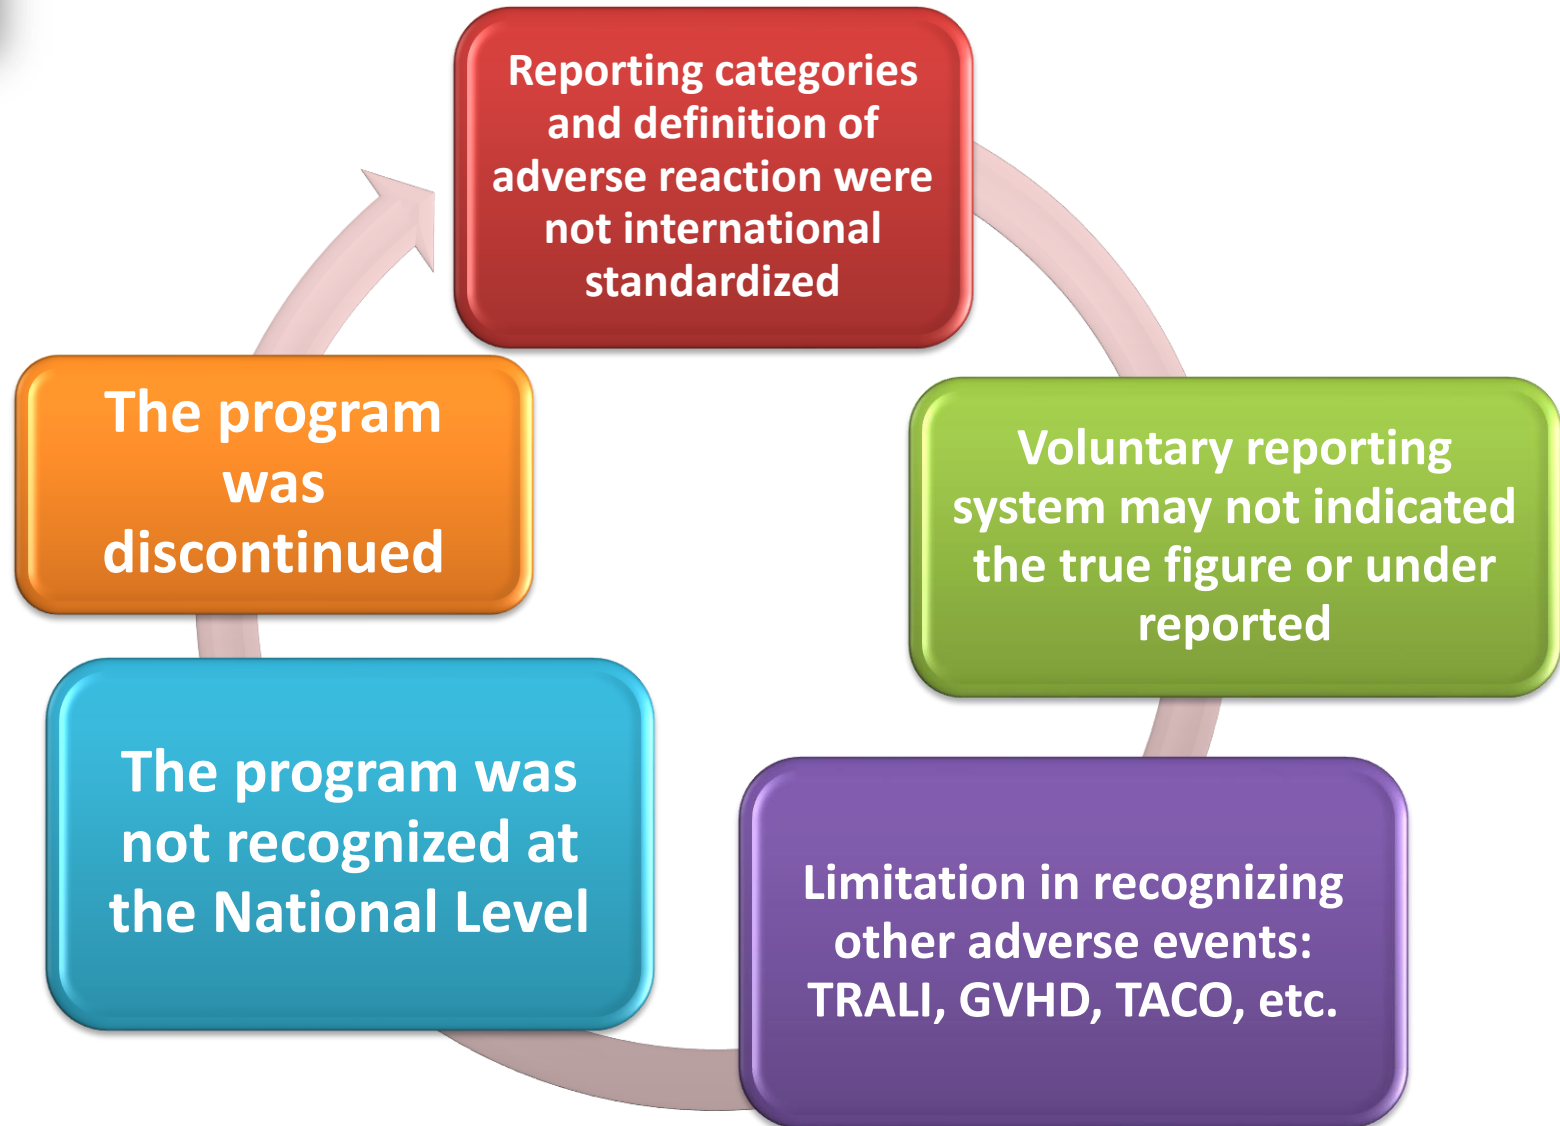 Reporting categories
and definition of
adverse reaction were
not international
standardized
Voluntary reporting
system may not indicated
the true figure or under
reported
Limitation in recognizing
other adverse events:
TRALI, GVHD, TACO, etc.
The program was
not recognized at
the National Level
The program
was
discontinued